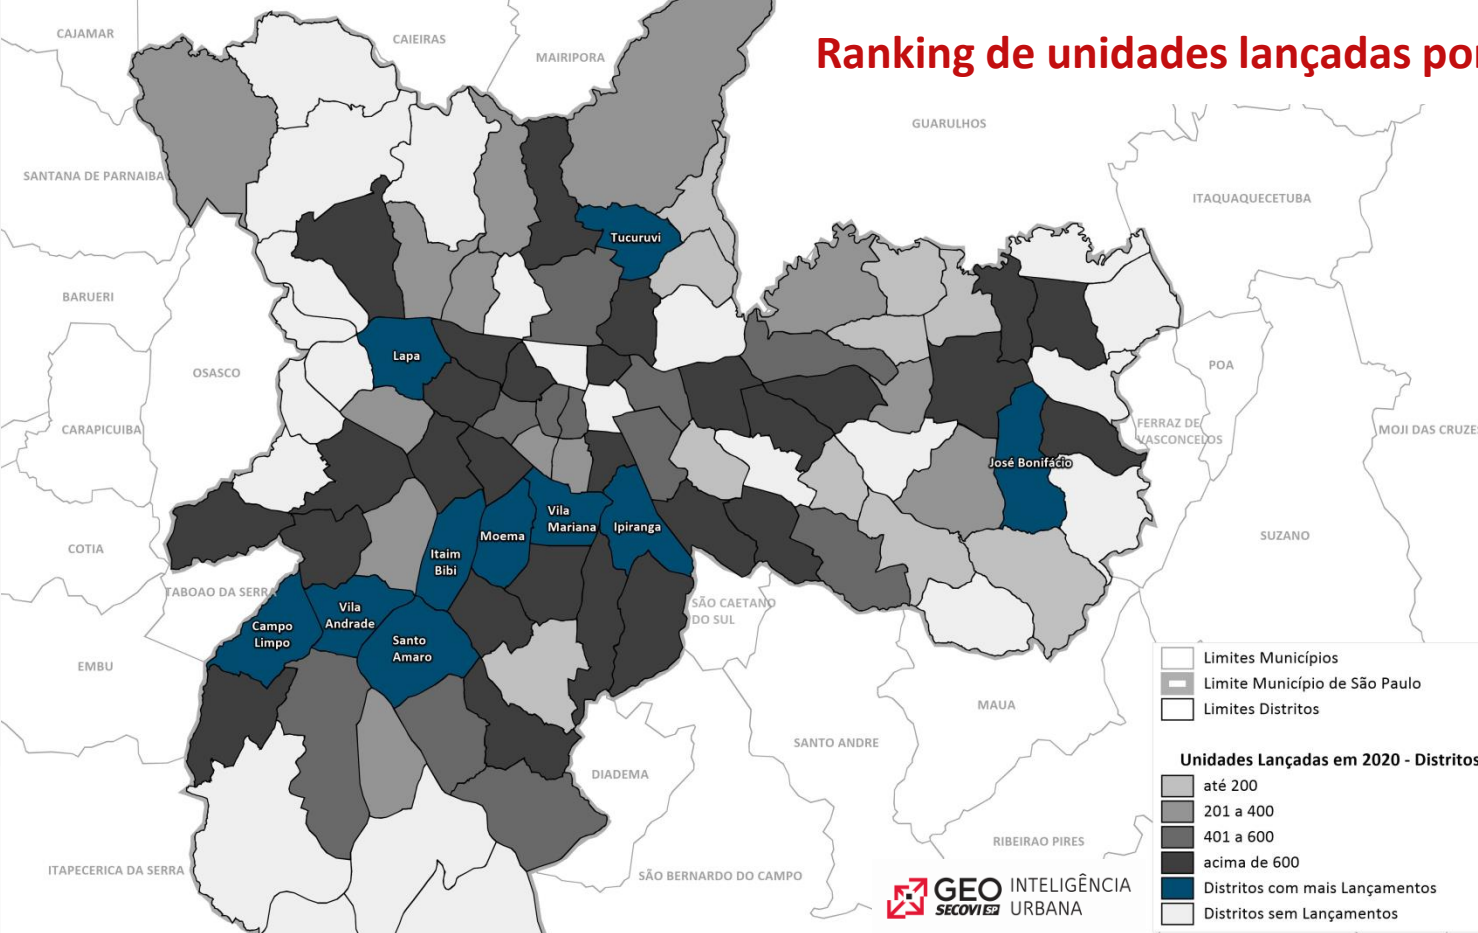 Ranking de unidades lançadas por
CAJAMAR
CAIEIRAS
MAIRIPORA
GUARULHOS
SANTANA DE PARNAIBA
ITAQUAQUECETUBA
Tucuruvi
BARUERI
OSASCO
Lapa
POA
CARAPICUIBA
FERRAZ DE
VASCONCELOS
MOJI DAS CRUZES
José Bonifácio
COTIA
Vila
Mariana
Ipiranga
Moema
Itaim
Bibi
SUZANO
TABOAO DA SERRA
Vila
Andrade
Campo
Limpo
Santo
Amaro
SÃO CAETANO
DO SUL
EMBU
MAUA
SANTO ANDRE
DIADEMA
RIBEIRAO PIRES
ITAPECERICA DA SERRA
SÃO BERNARDO DO CAMPO
Limites Municípios
Limite Município de São Paulo
Limites Distritos
Unidades Lançadas em 2020 - Distritos
até 200
201 a 400
401 a 600
acima de 600
Distritos com mais Lançamentos
Distritos sem Lançamentos
GEO INTELIGÊNCIA
SECOVI SP URBANA